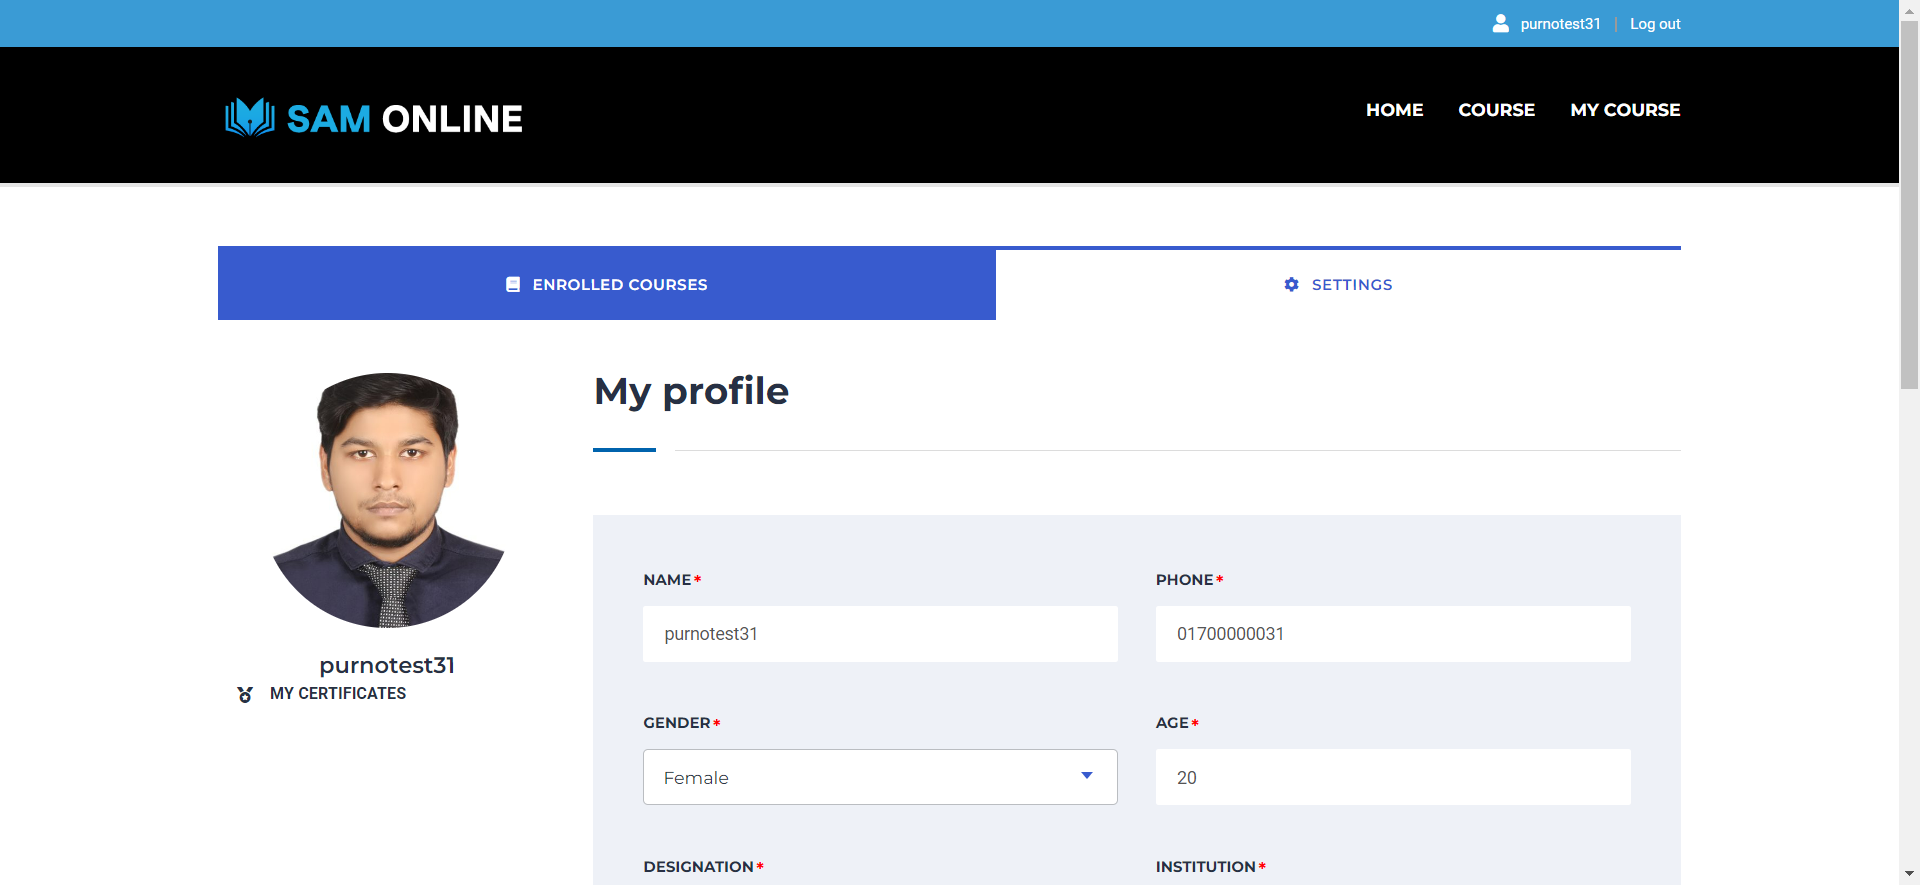 purnotest31 | Log out
SAM ONLINE
HOME COURSE MY COURSE
ENROLLED COURSES
SETTINGS
My profile
purnotest31
MY CERTIFICATES
NAME* PHONE*
purnotest31 01700000031
GENDER* AGE*
Female 20
DESIGNATION* INSTITUTION*